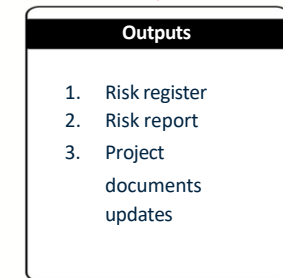 Outputs
1. Risk register
2. Risk report
3. Project
documents
updates